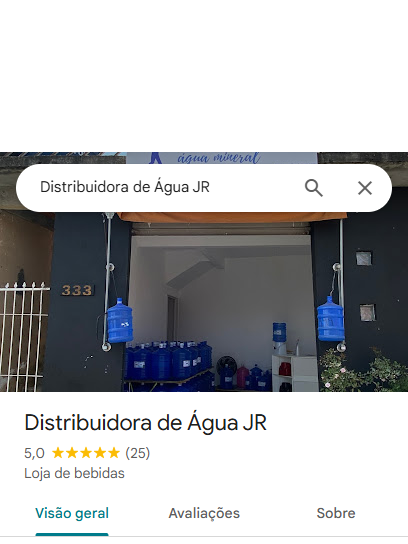 água mineral
Distribuidora de Água JR
333
Distribuidora de Água JR
5,0 (25)
Loja de bebidas
Visão geral Avaliações Sobre